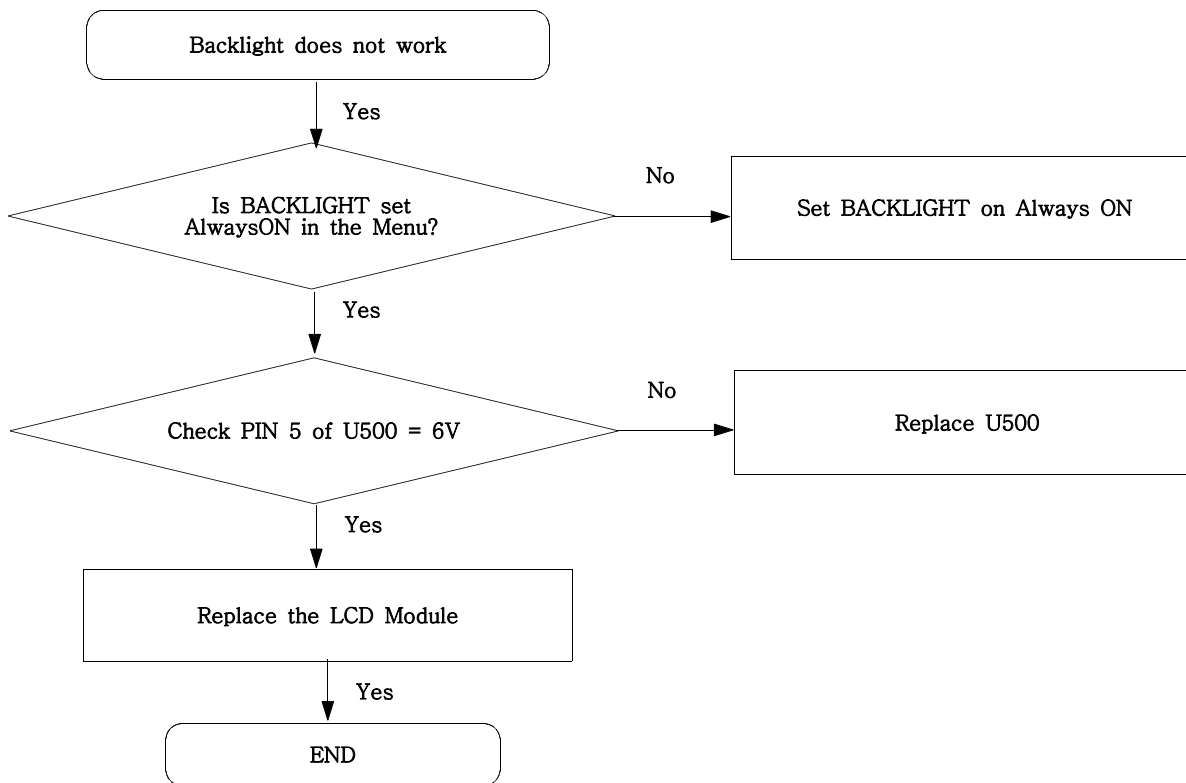 Backlight does not work
Yes
Is BACKLIGHT set
AlwaysON in the Menu?
No
Set BACKLIGHT on Always ON
Yes
Check PIN 5 of U500 = 6V
No
Replace U500
Yes
Replace the LCD Module
Yes
END